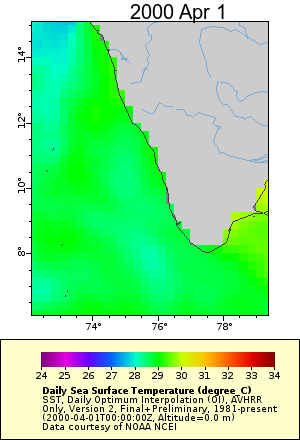 2000 Apr 1
14°
12°
10°
8°
74° 76° 78°
24 25 26 27 28 29 30 31 32 33 34
Daily Sea Surface Temperature (degree_C)
SST, Daily Optimum Interpolation (OI), AVHRR
Only, Version 2, Final+Preliminary, 1981-present
(2000-04-01T00:00:00Z, Altitude=0.0 m)
Data courtesy of NOAA NCEI